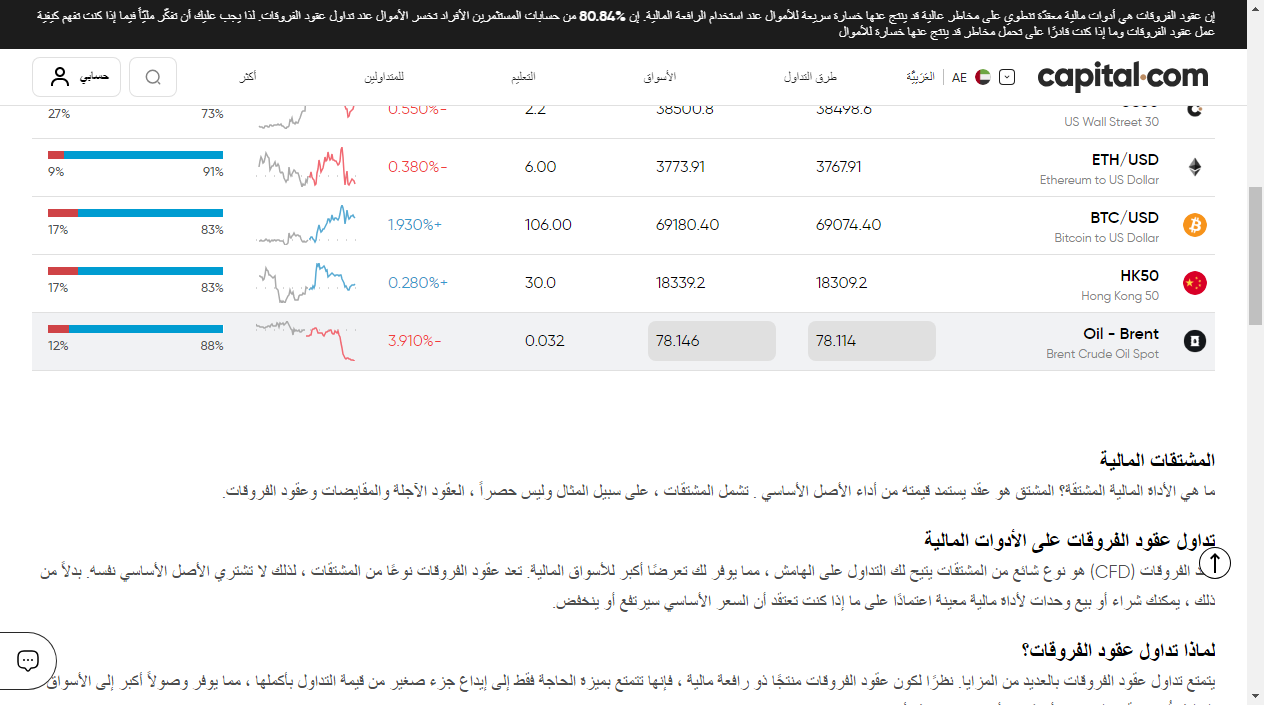 إن عقود الفروقات هي أدوات مالية معقدّة تنطوي على مخاطر عالية قد ينتج عنها خسارة سريعة للأموال عند استخدام الرافعة المالية. إن %80.84 من حسابات المستثمرين الأفراد تخسر الأموال عند تداول عقود الفروقات. لذا يجب عليك أن تفكّر مليًّا فيما إذا كنت تفهم كيفية
عمل عقود الفروقات وما إذا كنت قادرًا على تحمل مخاطر قد ينتج عنها خسارة للأموال
capital.com
AE العَرَبِيَّة
طرق التداول
الأسواق
التعليم
للمتداولين
أكثر
حسابي
38498.6 38500.8 2.2 0.550%-
US Wall Street 30
73% 27%
ETH/USD
Ethereum to US Dollar
3767.91 3773.91 6.00 0.380%-
91% 9%
BTC/USD
Bitcoin to US Dollar
69074.40 69180.40 106.00 1.930%+
83% 17%
HK50
Hong Kong 50
18309.2 18339.2 30.0 0.280%+
83% 17%
Oil - Brent
Brent Crude Oil Spot
78.114 78.146 0.032 3.910%-
88% 12%
المشتقات المالية
ما هي الأداة المالية المشتقة؟ المشتق هو عقد يستمد قيمته من أداء الأصل الأساسي . تشمل المشتقات ، على سبيل المثال وليس حصراً ، العقود الآجلة والمقايضات وعقود الفروقات.
تداول عقود الفروقات على الأدوات المالية
الفروقات (CFD) هو نوع شائع من المشتقات يتيح لك التداول على الهامش ، مما يوفر لك تعرضًا أكبر للأسواق المالية. تعد عقود الفروقات نوعًا من المشتقات ، لذلك لا تشتري الأصل الأساسي نفسه. بدلاً من
ذلك ، يمكنك شراء أو بيع وحدات لأداة مالية معينة اعتمادًا على ما إذا كنت تعتقد أن السعر الأساسي سيرتفع أو ينخفض.
لماذا تداول عقود الفروقات؟
يتمتع تداول عقود الفروقات بالعديد من المزايا. نظرًا لكون عقود الفروقات منتجًا ذو رافعة مالية ، فإنها تتمتع بميزة الحاجة فقط إلى إيداع جزء صغير من قيمة التداول بأكملها ، مما يوفر وصولاً أكبر إلى الأسواق